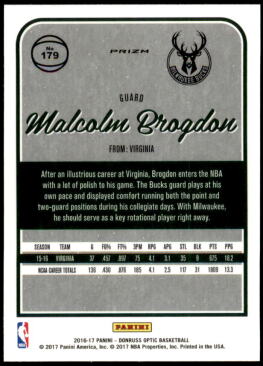 No
179
PRIZM
MILWAUKEE BUCKS
GUARD
Malcolm Brogdon
FROM: VIRGINIA
After an illustrious career at Virginia, Brogdon enters the NBA
with a lot of polish to his game. The Bucks guard plays at his
own pace and displayed comfort running both the point and
two-guard positions during his collegiate days. With Milwaukee,
he should serve as a key rotational player right away.
SEASON TEAM G FG% FT% 3PM RPG APG STL BLK PTS PPG
15-16 VIRGINIA 37 .457 .897 75 4.1 3.1 35 9 675 18.2
NCAA CAREER TOTALS 136 .430 .876 185 4.1 2.5 117 31 1809 13.3
NBA
PANINI
2016-17 PANINI - DONRUSS OPTIC BASKETBALL
© 2017 Panini America, Inc. © 2017 NBA Properties, Inc. Printed in the USA.